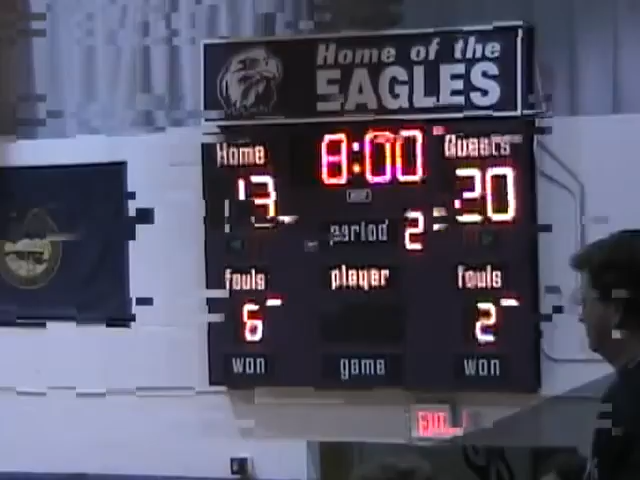 Home of the
EAGLES
Home 8:00 Guests
13 20
period 2
fouls player fouls
6 2
won game won
EXIT